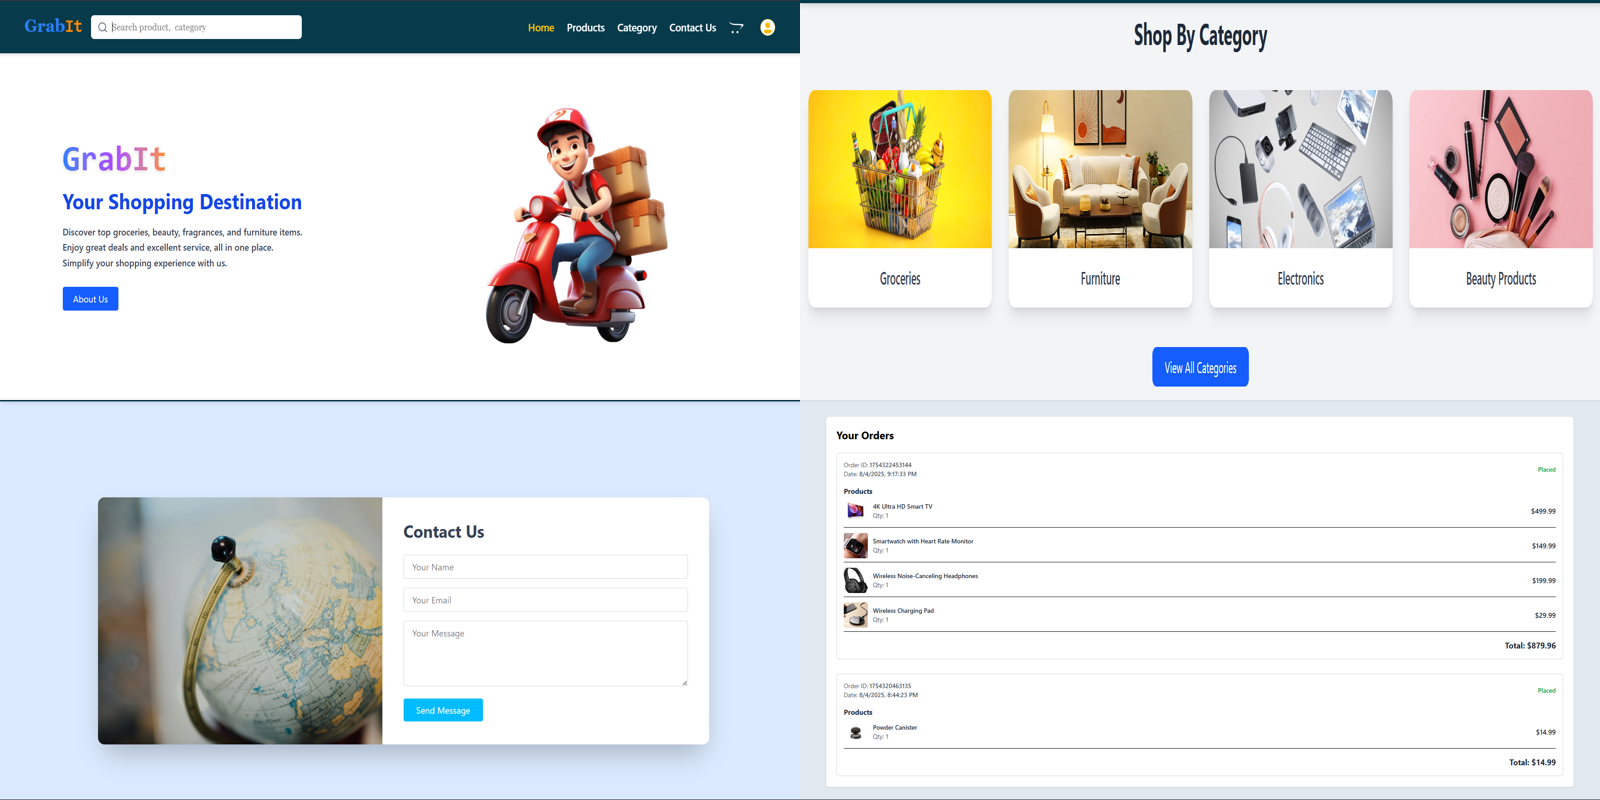 GrabIt
Search product, category
Home Products Category Contact Us
GrabIt
Your Shopping Destination
Discover top groceries, beauty, fragrances, and furniture items.
Enjoy great deals and excellent service, all in one place.
Simplify your shopping experience with us.
About Us
Shop By Category
Groceries
Furniture
Electronics
Beauty Products
View All Categories
Contact Us
Your Name
Your Email
Your Message
Send Message
Your Orders
Order ID: 1754322453144
Date: 8/4/2025, 9:17:33 PM
Placed
Products
4K Ultra HD Smart TV
Qty: 1
$499.99
Smartwatch with Heart Rate Monitor
Qty: 1
$149.99
Wireless Noise-Canceling Headphones
Qty: 1
$199.99
Wireless Charging Pad
Qty: 1
$29.99
Total: $879.96
Order ID: 1754320463135
Date: 8/4/2025, 8:44:23 PM
Placed
Products
Powder Canister
Qty: 1
$14.99
Total: $14.99